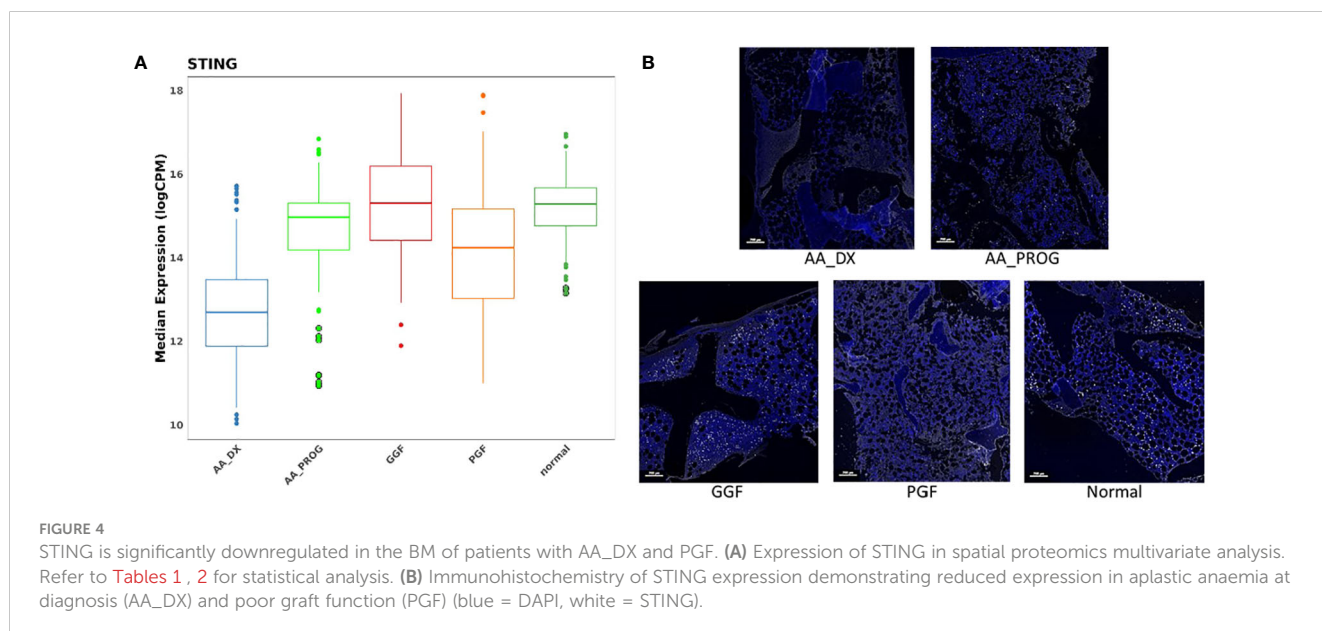 A
STING
B
18
16
14
12
10
Median Expression (logCPM)
AA_DX
AA_PROG
GGF
PGF
normal
AA_DX
AA_PROG
GGF
PGF
Normal
FIGURE 4
STING is significantly downregulated in the BM of patients with AA_DX and PGF. (A) Expression of STING in spatial proteomics multivariate analysis.
Refer to Tables 1 , 2 for statistical analysis. (B) Immunohistochemistry of STING expression demonstrating reduced expression in aplastic anaemia at
diagnosis (AA_DX) and poor graft function (PGF) (blue = DAPI, white = STING).